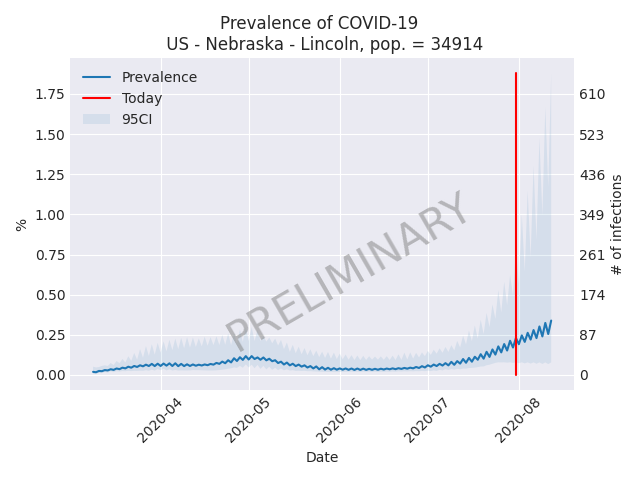 Prevalence of COVID-19
US - Nebraska - Lincoln, pop. = 34914
Prevalence
Today
95CI
1.75
1.50
1.25
1.00
0.75
0.50
0.25
0.00
%
610
523
436
349
261
174
87
0
# of infections
PRELIMINARY
2020-04
2020-05
2020-06
2020-07
2020-08
Date